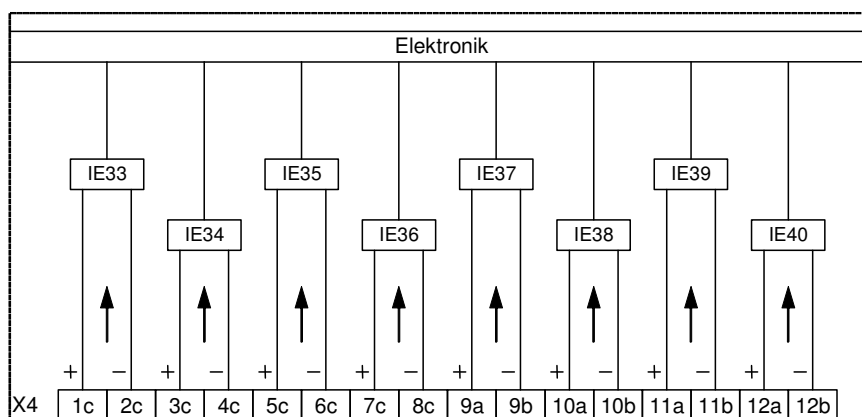 Elektronik
IE33 IE35 IE37 IE39
IE34 IE36 IE38 IE40
+ − + − + − + − + − + − + − + −
X4 1c 2c 3c 4c 5c 6c 7c 8c 9a 9b 10a 10b 11a 11b 12a 12b